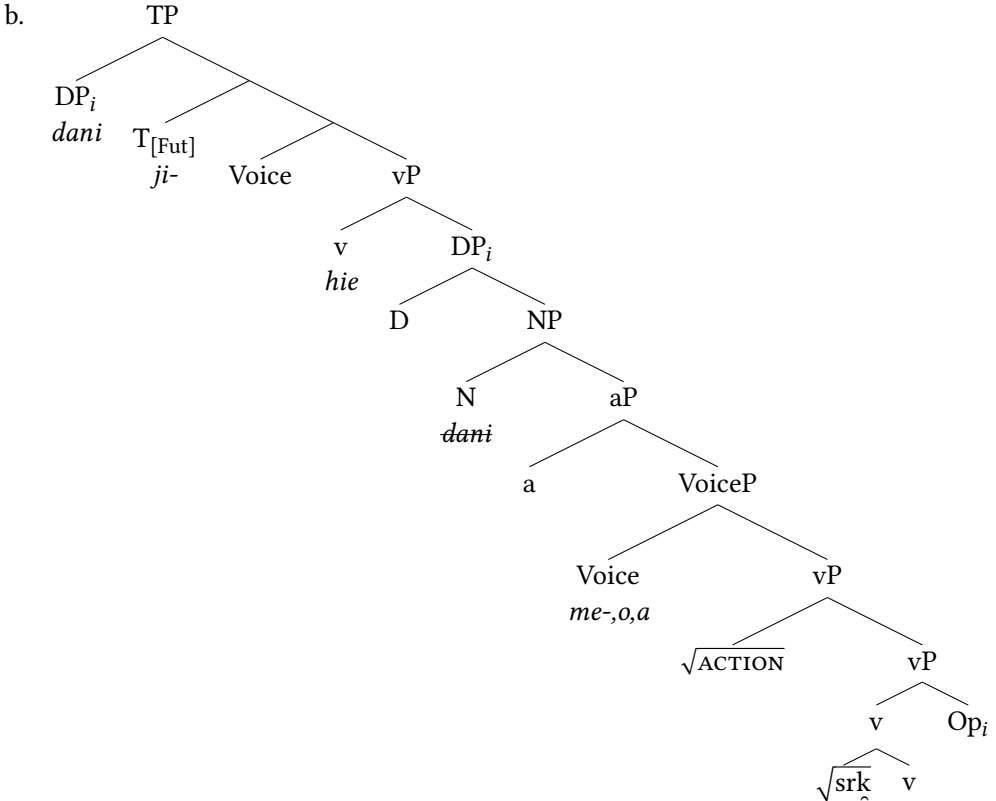 b.
TP
DPᵢ
dani
T[Fut]
ji-
Voice
vP
v
hie
DPᵢ
D
NP
N
dani
aP
a
VoiceP
Voice
me-,o,a
vP
√ACTION
vP
v
Opᵢ
√srk̯
v